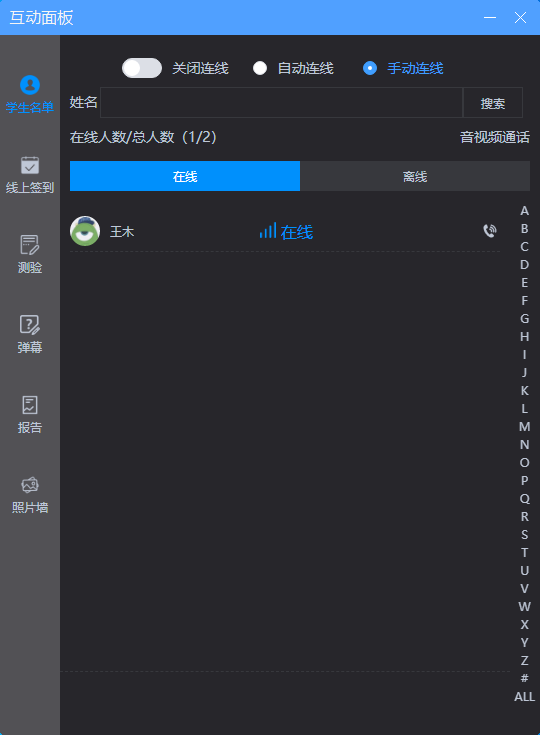 互动面板
关闭连线 自动连线 手动连线
姓名 搜索
在线人数/总人数（1/2） 音视频通话
在线 离线
王木 在线
学生名单
线上签到
测验
弹幕
报告
照片墙
A
B
C
D
E
F
G
H
I
J
K
L
M
N
O
P
Q
R
S
T
U
V
W
X
Y
Z
#
ALL